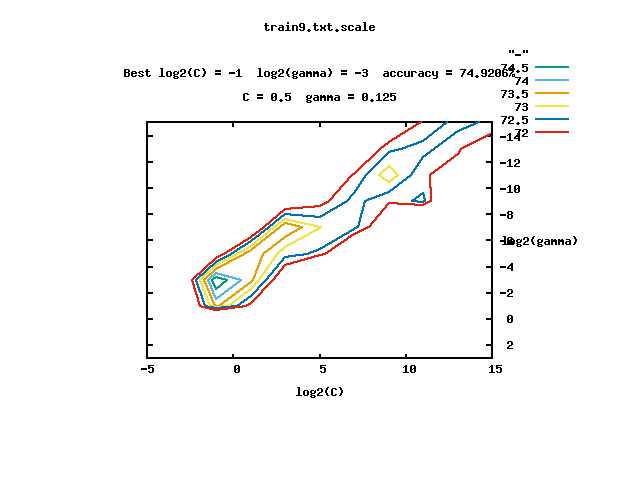 train9.txt.scale
"-"
Best log2(C) = -1 log2(gamma) = -3 accuracy = 74.9206%
74.5
74
C = 0.5 gamma = 0.125
73.5
73
72.5
72
-14
-12
-10
-8
-6
log2(gamma)
-4
-2
0
2
-5 0 5 10 15
log2(C)